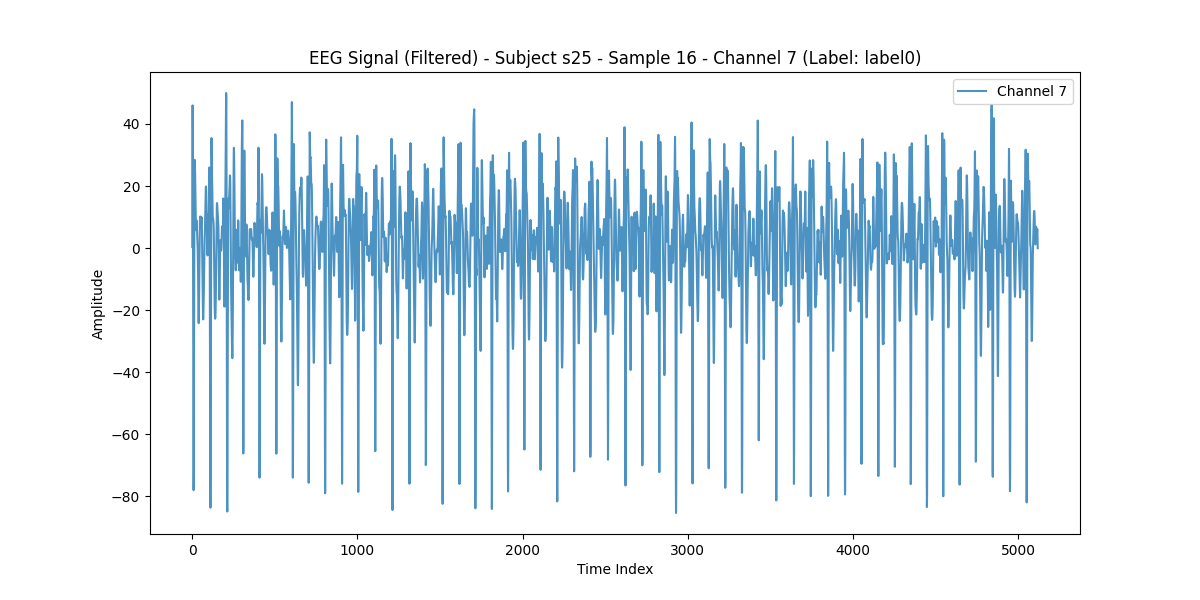 EEG Signal (Filtered) - Subject s25 - Sample 16 - Channel 7 (Label: label0)
Channel 7
40
20
0
−20
−40
−60
−80
Amplitude
0 1000 2000 3000 4000 5000
Time Index